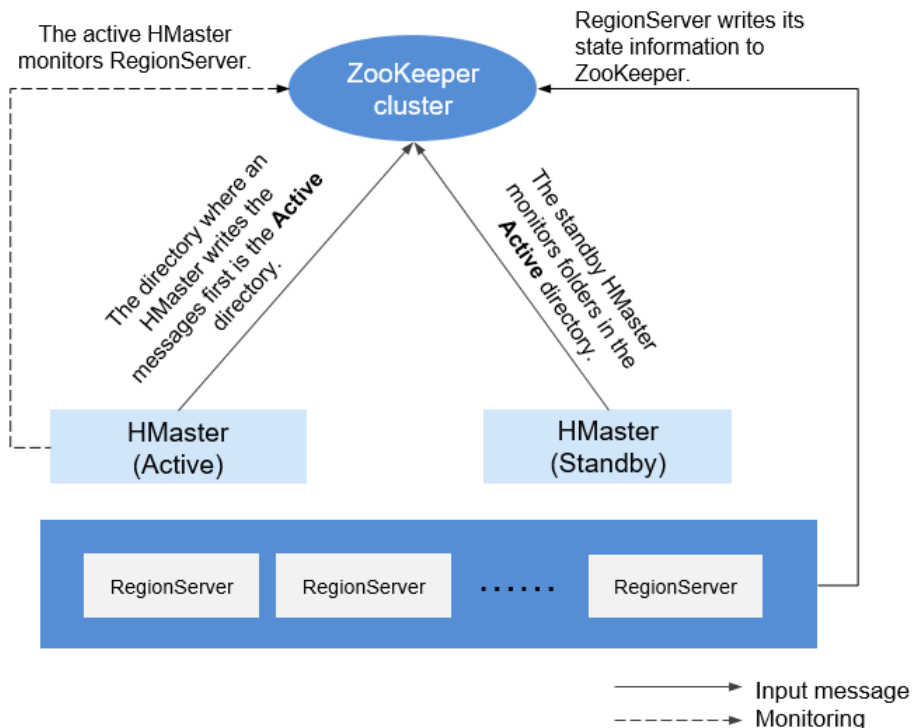 The active HMaster
monitors RegionServer.
RegionServer writes its
state information to
ZooKeeper.
ZooKeeper
cluster
The directory where an
HMaster writes the
messages first is the Active
directory.
The standby HMaster
monitors folders in the
Active directory.
HMaster
(Active)
HMaster
(Standby)
RegionServer
RegionServer
......
RegionServer
Input message
Monitoring